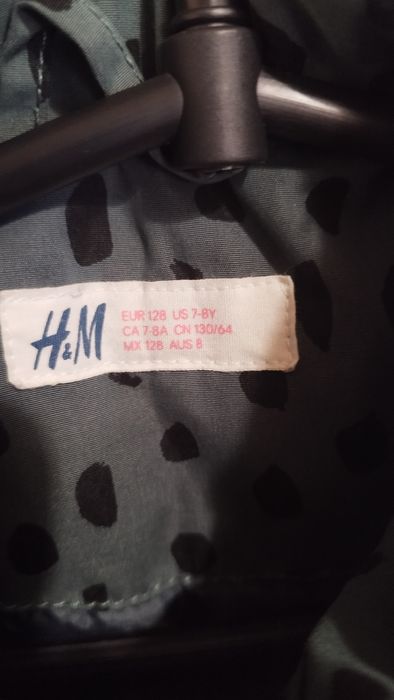 H&M
EUR 128 US 7-8Y
CA 7-8A CN 130/64
MX 128 AUS 8